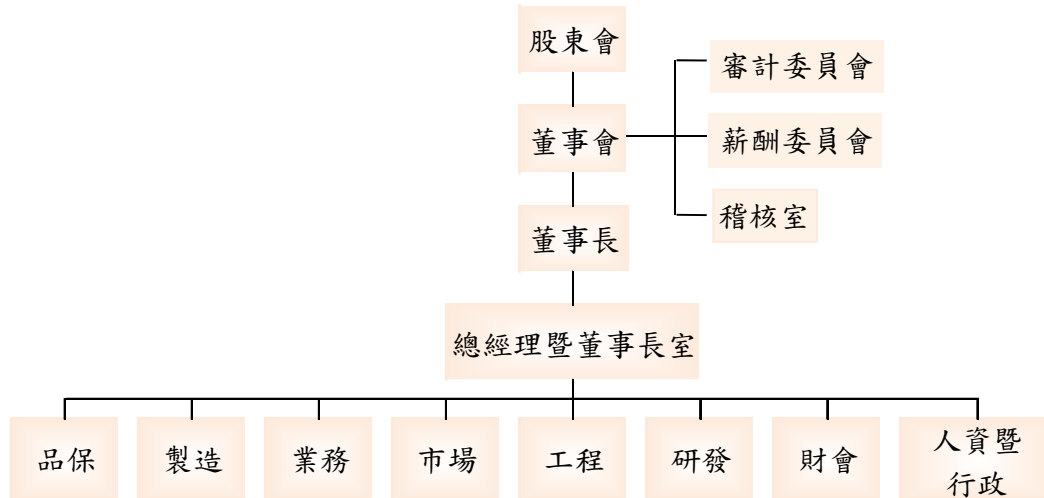 股東會
審計委員會
董事會
薪酬委員會
稽核室
董事長
總經理暨董事長室
品保
製造
業務
市場
工程
研發
財會
人資暨
行政